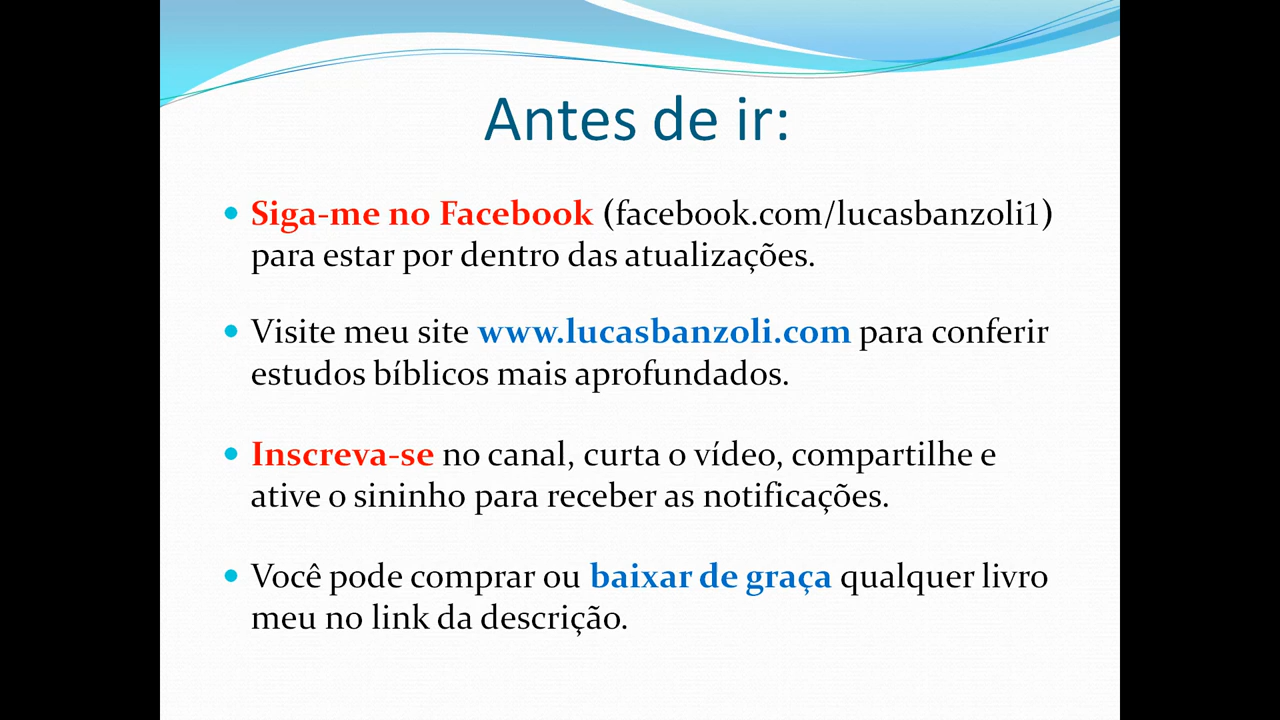 Antes de ir:
• Siga-me no Facebook (facebook.com/lucasbanzoli1)
para estar por dentro das atualizações.
• Visite meu site www.lucasbanzoli.com para conferir
estudos bíblicos mais aprofundados.
• Inscreva-se no canal, curta o vídeo, compartilhe e
ative o sininho para receber as notificações.
• Você pode comprar ou baixar de graça qualquer livro
meu no link da descrição.